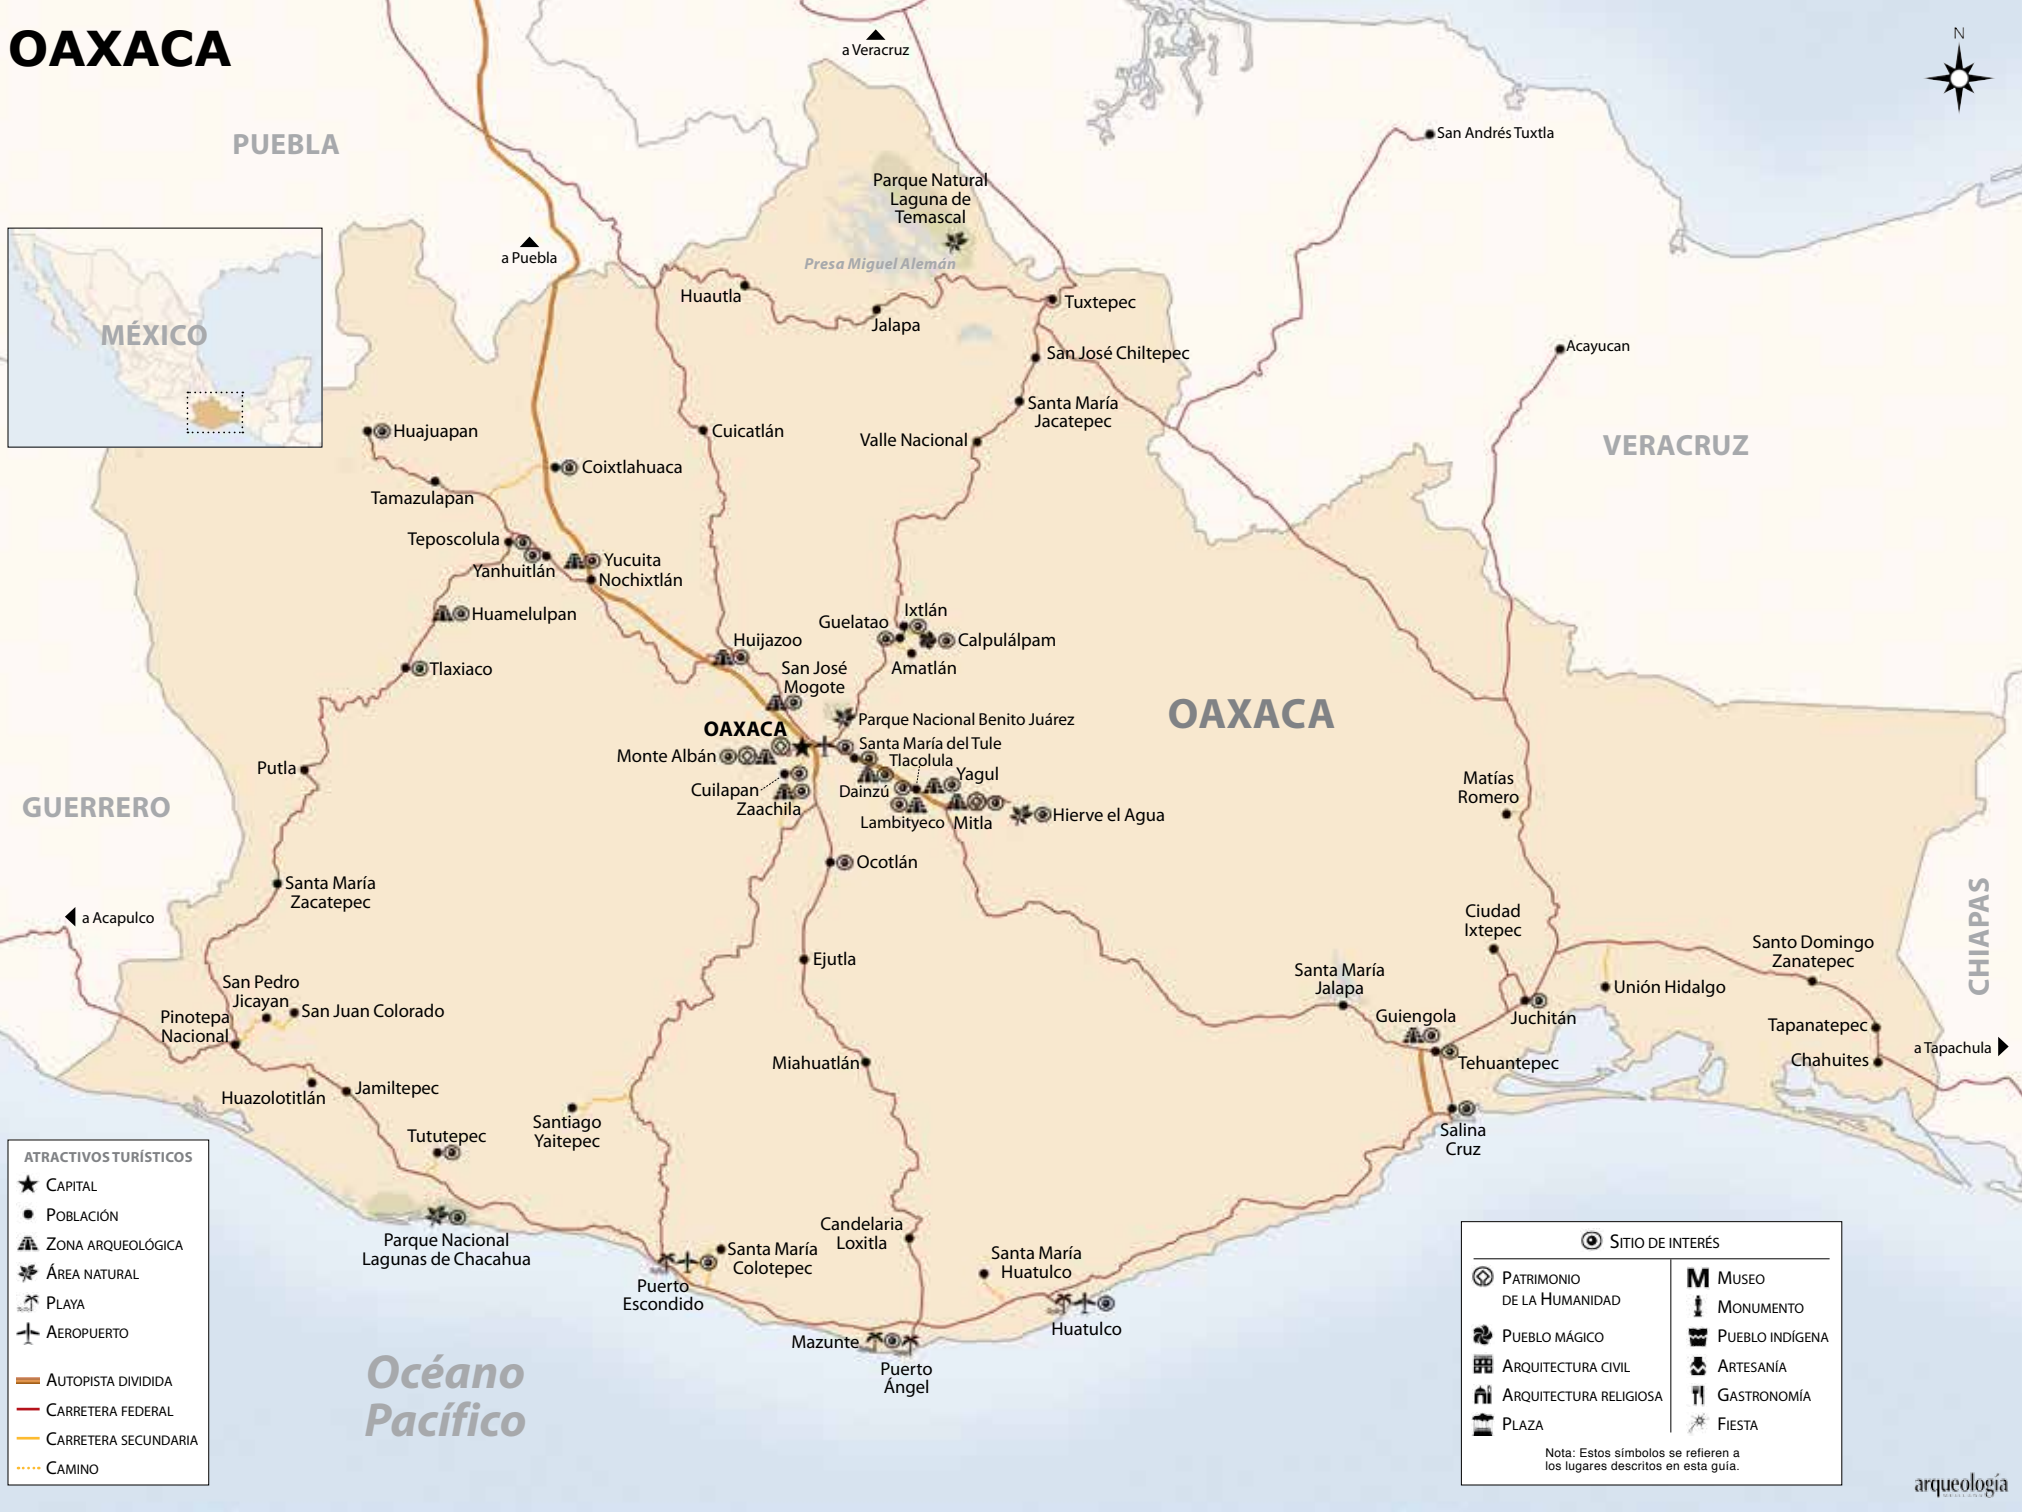 OAXACA
N
a Veracruz
PUEBLA
San Andrés Tuxtla
Parque Natural
Laguna de
Temascal
a Puebla
Presa Miguel Alemán
MÉXICO
Huautla
Jalapa
Tuxtepec
San José Chiltepec
Acayucan
Santa María
Jacatepec
Valle Nacional
Huajuapan
Cuicatlán
VERACRUZ
Coixtlahuaca
Tamazulapan
Teposcolula
Yanhuitlán
Yucuita
Nochixtlán
Huamelulpan
Ixtlán
Guelatao
Calpulálpam
Amatlán
Huijazoo
San José
Mogote
Tlaxiaco
OAXACA
Parque Nacional Benito Juárez
OAXACA
Santa María del Tule
Tlacolula
Monte Albán
Yagul
Cuilapan
Dainzú
Zaachila
Lambityeco
Mitla
Hierve el Agua
Putla
GUERRERO
Matías
Romero
Ocotlán
Santa María
Zacatepec
a Acapulco
CHIAPAS
Ciudad
Ixtepec
Santo Domingo
Zanatepec
Ejutla
Santa María
Jalapa
Unión Hidalgo
San Pedro
Jicayan
San Juan Colorado
Pinotepa
Nacional
Guiengola
Juchitán
Tapanatepec
a Tapachula
Chahuites
Tehuantepec
Miahuatlán
Huazolotitlán
Jamiltepec
Santiago
Yaitepec
Tututepec
Salina
Cruz
Parque Nacional
Lagunas de Chacahua
Candelaria
Loxitla
Santa María
Colotepec
Santa María
Huatulco
Puerto
Escondido
Huatulco
Mazunte
Puerto
Ángel
Océano
Pacífico
ATRACTIVOS TURÍSTICOS
CAPITAL
POBLACIÓN
ZONA ARQUEOLÓGICA
ÁREA NATURAL
PLAYA
AEROPUERTO
AUTOPISTA DIVIDIDA
CARRETERA FEDERAL
CARRETERA SECUNDARIA
CAMINO
SITIO DE INTERÉS
PATRIMONIO
DE LA HUMANIDAD
PUEBLO MÁGICO
ARQUITECTURA CIVIL
ARQUITECTURA RELIGIOSA
PLAZA
M MUSEO
MONUMENTO
PUEBLO INDÍGENA
ARTESANÍA
GASTRONOMÍA
FIESTA
Nota: Estos símbolos se refieren a
los lugares descritos en esta guía.
arqueología